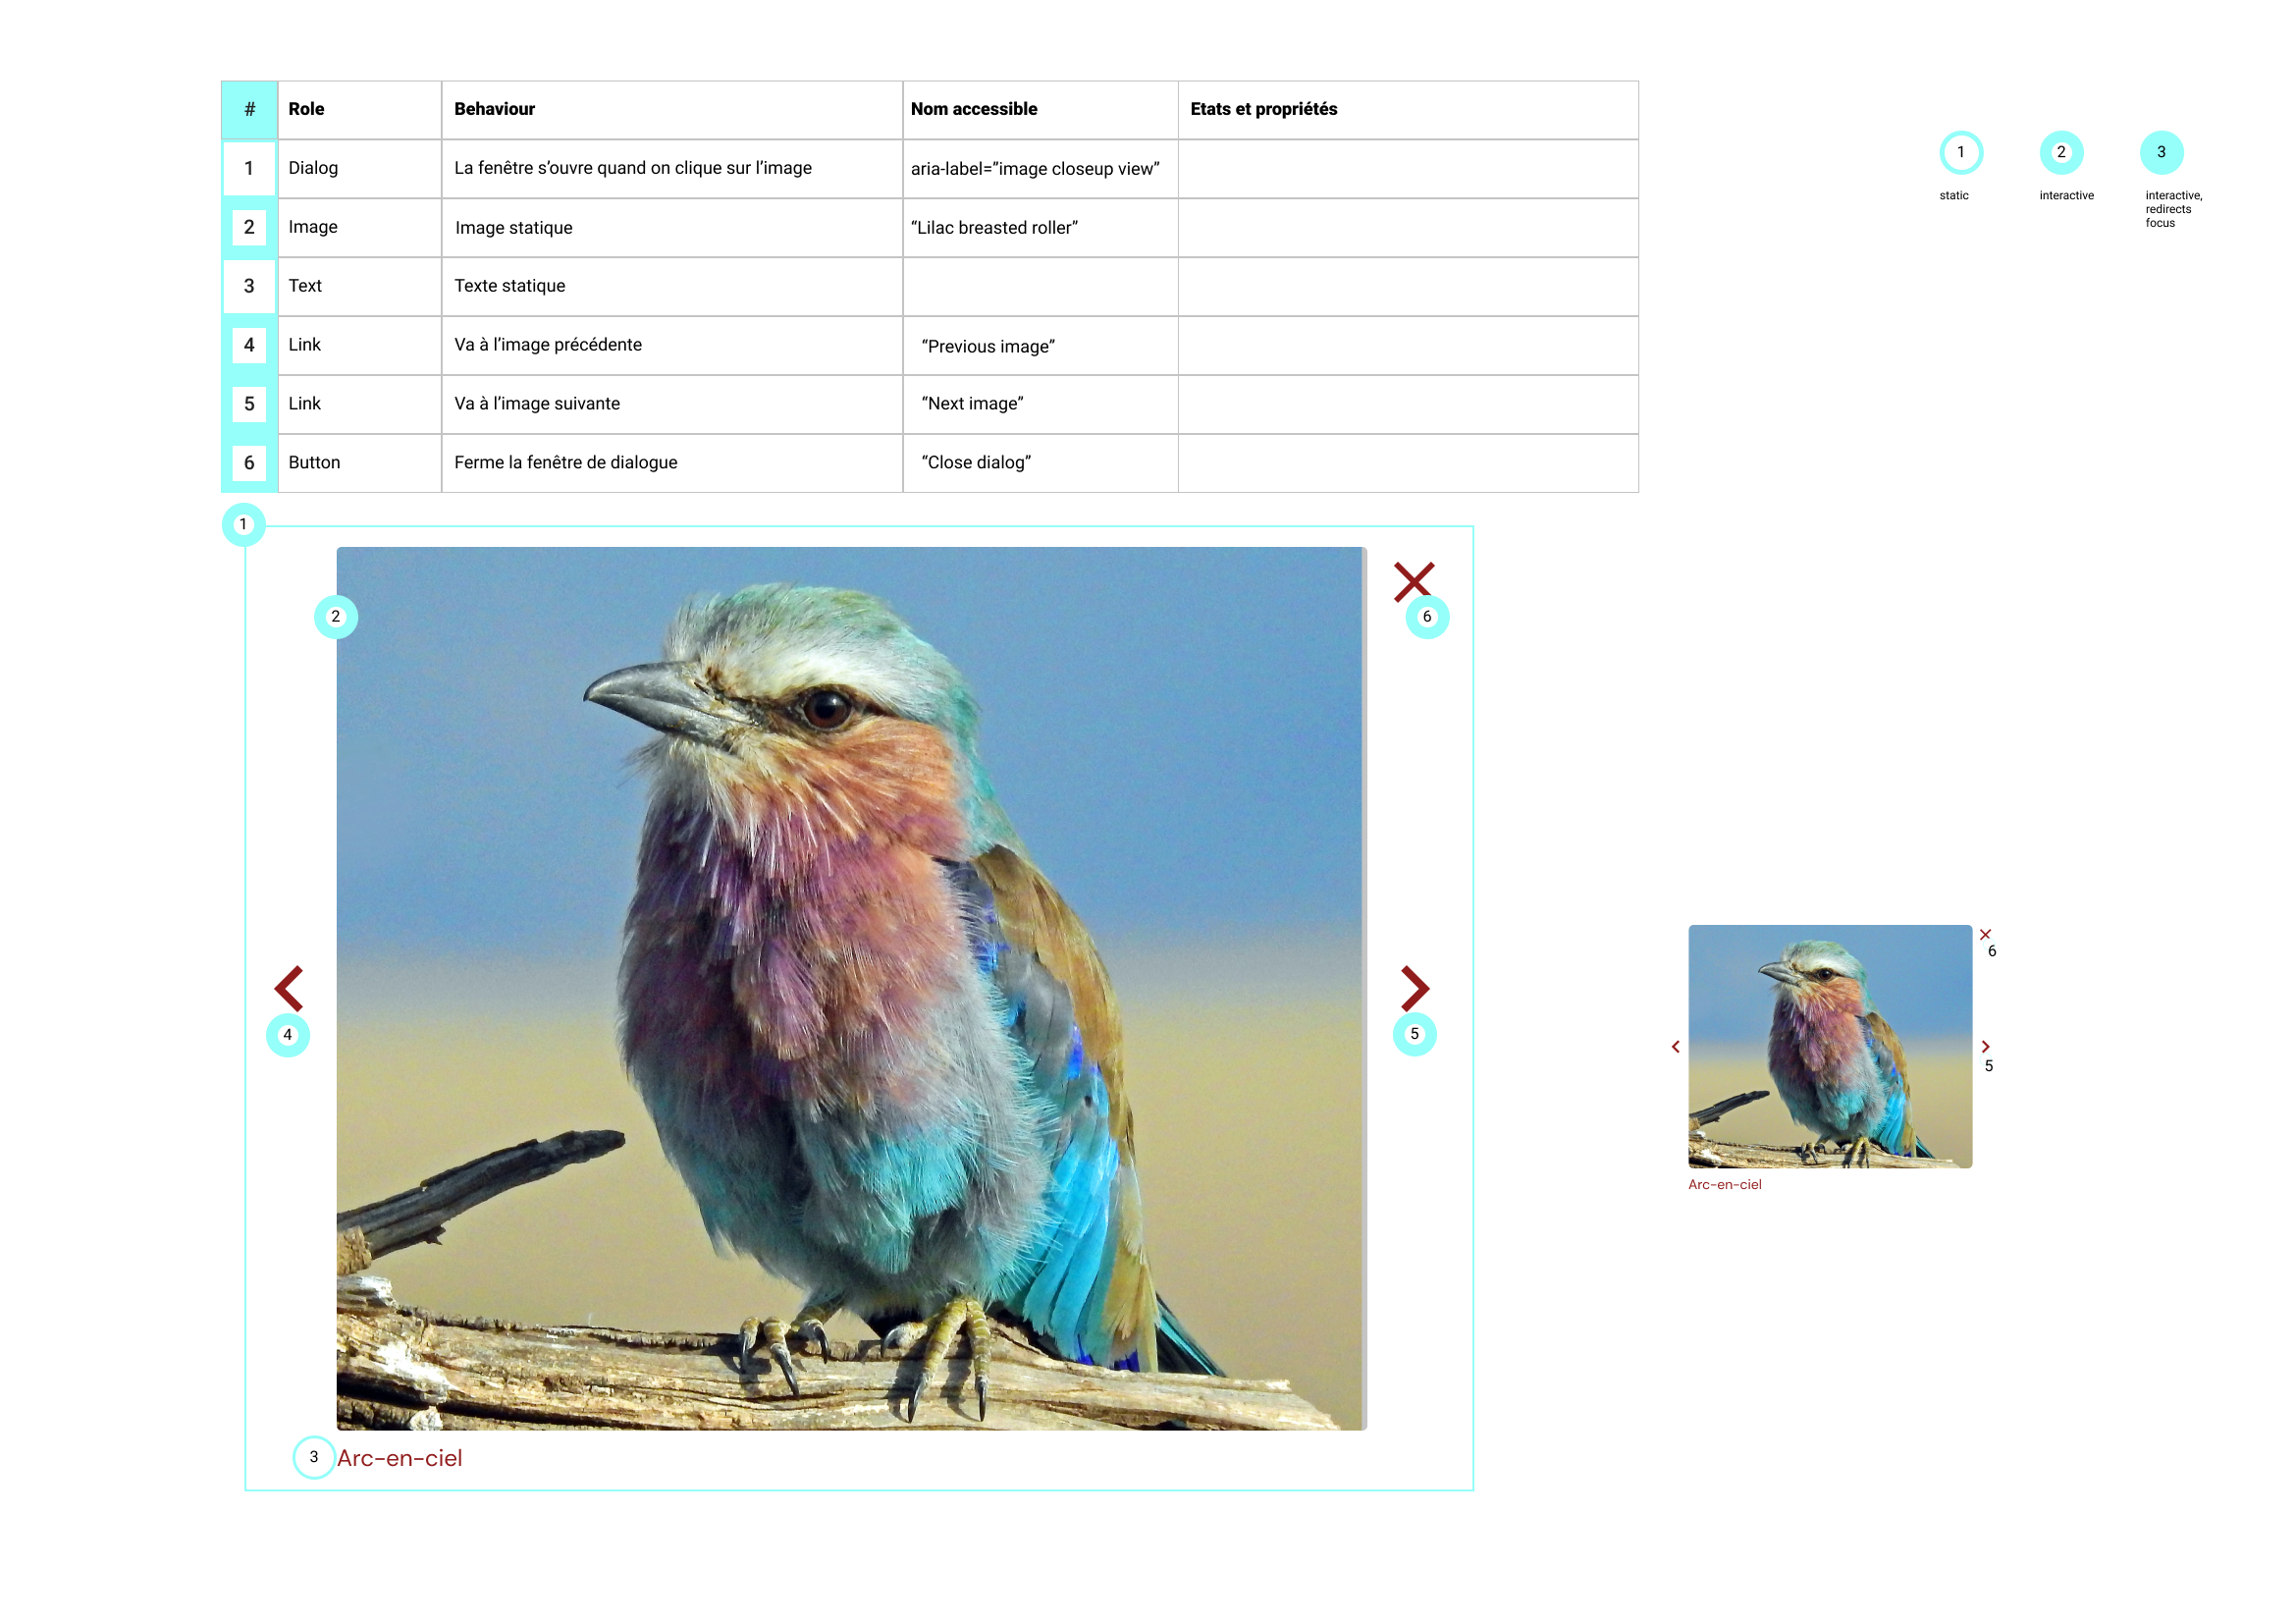 # Role Behaviour Nom accessible Etats et propriétés
1 Dialog La fenêtre s’ouvre quand on clique sur l’image aria-label=”image closeup view”
2 Image Image statique “Lilac breasted roller”
3 Text Texte statique
4 Link Va à l’image précédente “Previous image”
5 Link Va à l’image suivante “Next image”
6 Button Ferme la fenêtre de dialogue “Close dialog”
1 2 3
static interactive interactive,
redirects
focus
1
2
6
4
5
3 Arc-en-ciel
6
5
Arc-en-ciel